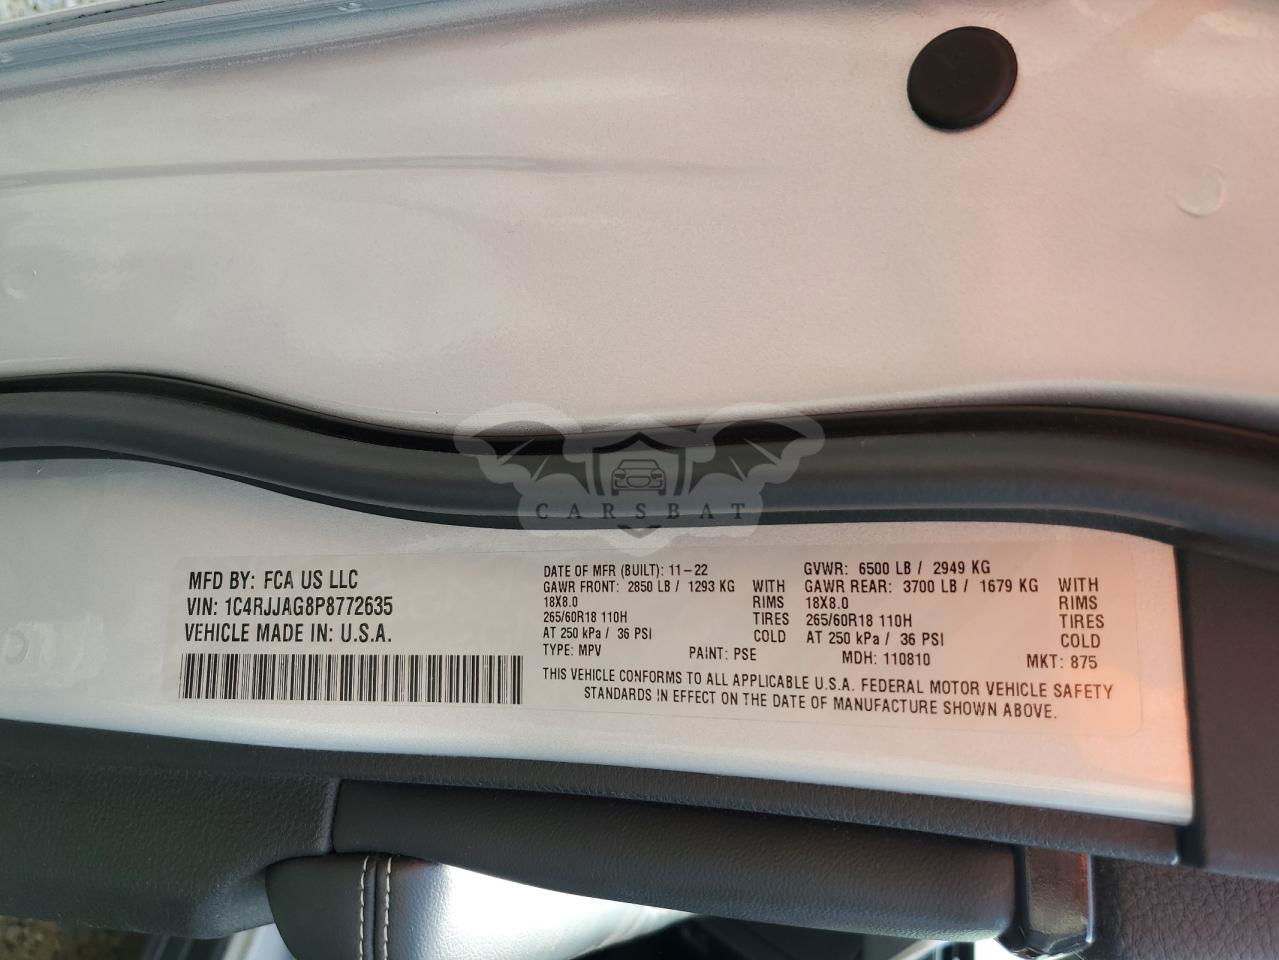 CARSBAT
MFD BY: FCA US LLC
VIN: 1C4RJJAG8P8772635
VEHICLE MADE IN: U.S.A.
DATE OF MFR (BUILT): 11-22 GVWR: 6500 LB / 2949 KG
GAWR FRONT: 2850 LB / 1293 KG WITH GAWR REAR: 3700 LB / 1679 KG WITH
18X8.0 RIMS 18X8.0 RIMS
265/60R18 110H TIRES 265/60R18 110H TIRES
AT 250 kPa / 36 PSI COLD AT 250 kPa / 36 PSI COLD
TYPE: MPV PAINT: PSE MDH: 110810 MKT: 875
THIS VEHICLE CONFORMS TO ALL APPLICABLE U.S.A. FEDERAL MOTOR VEHICLE SAFETY
STANDARDS IN EFFECT ON THE DATE OF MANUFACTURE SHOWN ABOVE.